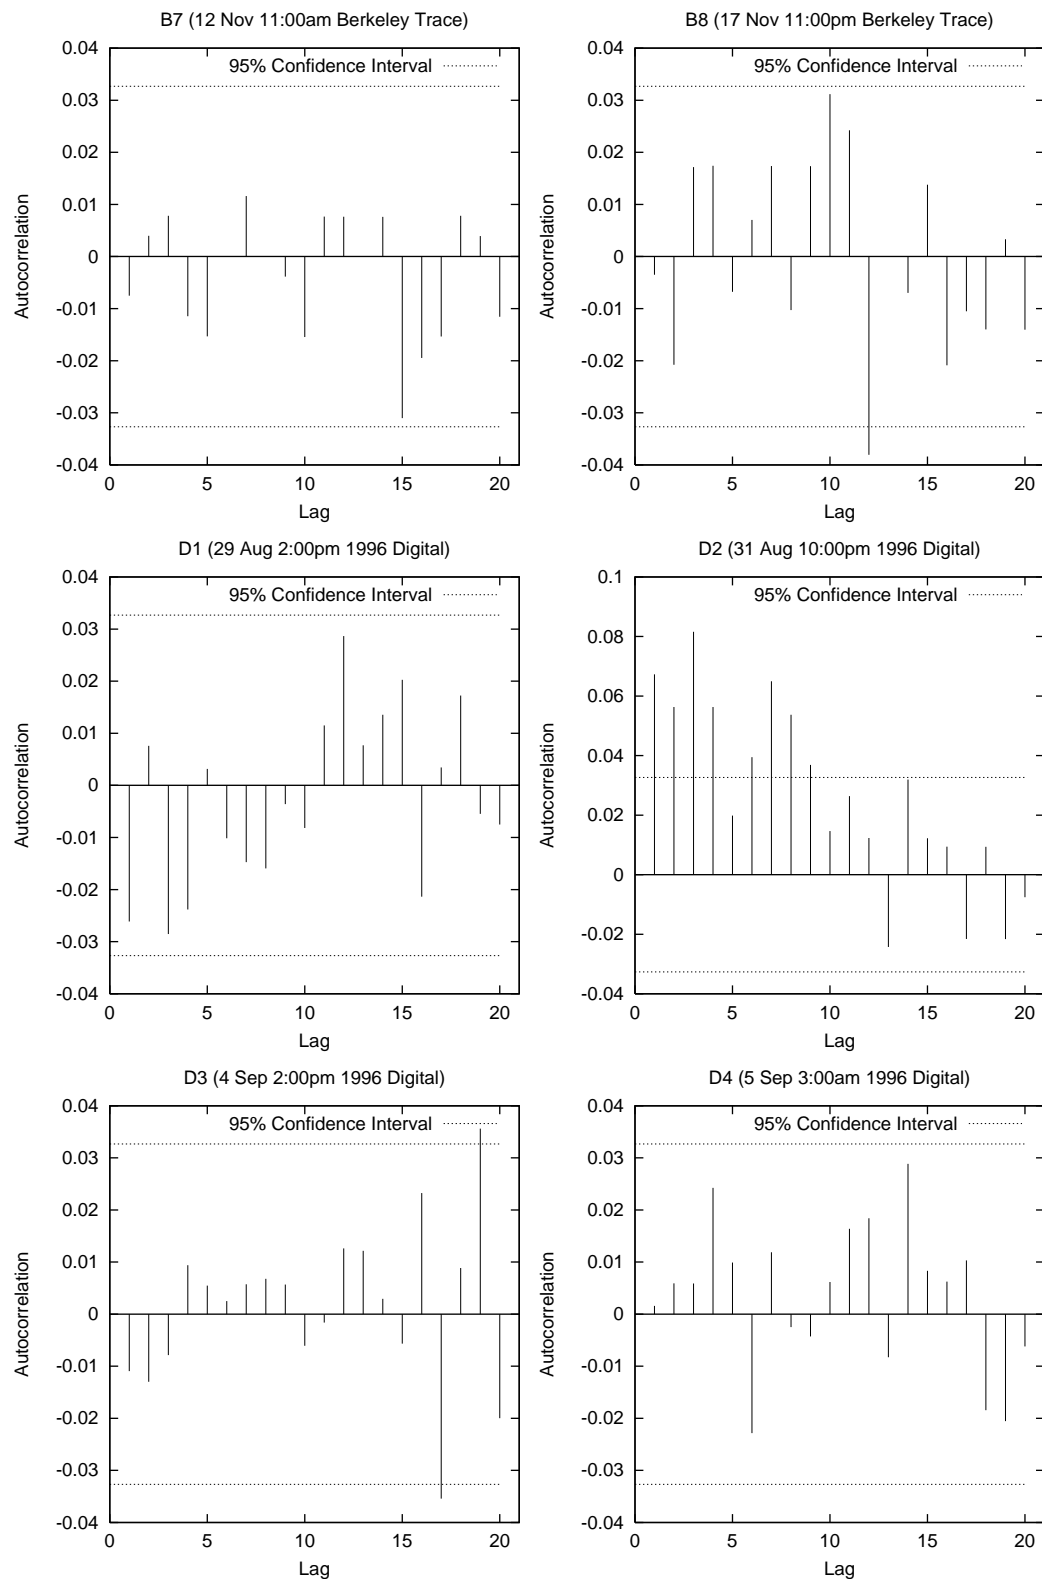 B7 (12 Nov 11:00am Berkeley Trace)
0.04
0.03
0.02
0.01
0
-0.01
-0.02
-0.03
-0.04
0 5 10 15 20
Lag
Autocorrelation
95% Confidence Interval
B8 (17 Nov 11:00pm Berkeley Trace)
0.04
0.03
0.02
0.01
0
-0.01
-0.02
-0.03
-0.04
0 5 10 15 20
Lag
Autocorrelation
95% Confidence Interval
D1 (29 Aug 2:00pm 1996 Digital)
0.04
0.03
0.02
0.01
0
-0.01
-0.02
-0.03
-0.04
0 5 10 15 20
Lag
Autocorrelation
95% Confidence Interval
D2 (31 Aug 10:00pm 1996 Digital)
0.1
0.08
0.06
0.04
0.02
0
-0.02
-0.04
0 5 10 15 20
Lag
Autocorrelation
95% Confidence Interval
D3 (4 Sep 2:00pm 1996 Digital)
0.04
0.03
0.02
0.01
0
-0.01
-0.02
-0.03
-0.04
0 5 10 15 20
Lag
Autocorrelation
95% Confidence Interval
D4 (5 Sep 3:00am 1996 Digital)
0.04
0.03
0.02
0.01
0
-0.01
-0.02
-0.03
-0.04
0 5 10 15 20
Lag
Autocorrelation
95% Confidence Interval